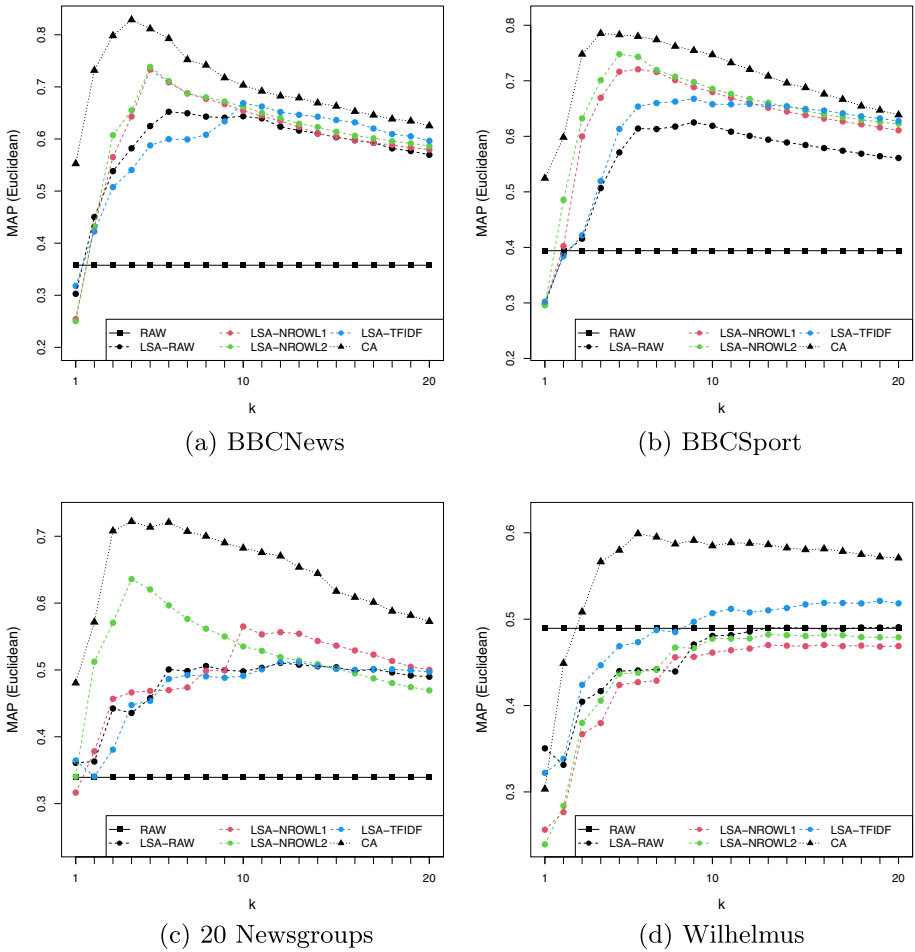 MAP (Euclidean)
0.8
0.7
0.6
0.5
0.4
0.3
0.2
RAW
LSA−RAW
LSA−NROWL1
LSA−NROWL2
LSA−TFIDF
CA
1 10 20
k
(a) BBCNews
MAP (Euclidean)
0.8
0.7
0.6
0.5
0.4
0.3
0.2
RAW
LSA−RAW
LSA−NROWL1
LSA−NROWL2
LSA−TFIDF
CA
1 10 20
k
(b) BBCSport
MAP (Euclidean)
0.7
0.6
0.5
0.4
0.3
RAW
LSA−RAW
LSA−NROWL1
LSA−NROWL2
LSA−TFIDF
CA
1 10 20
k
(c) 20 Newsgroups
MAP (Euclidean)
0.6
0.5
0.4
0.3
RAW
LSA−RAW
LSA−NROWL1
LSA−NROWL2
LSA−TFIDF
CA
1 10 20
k
(d) Wilhelmus